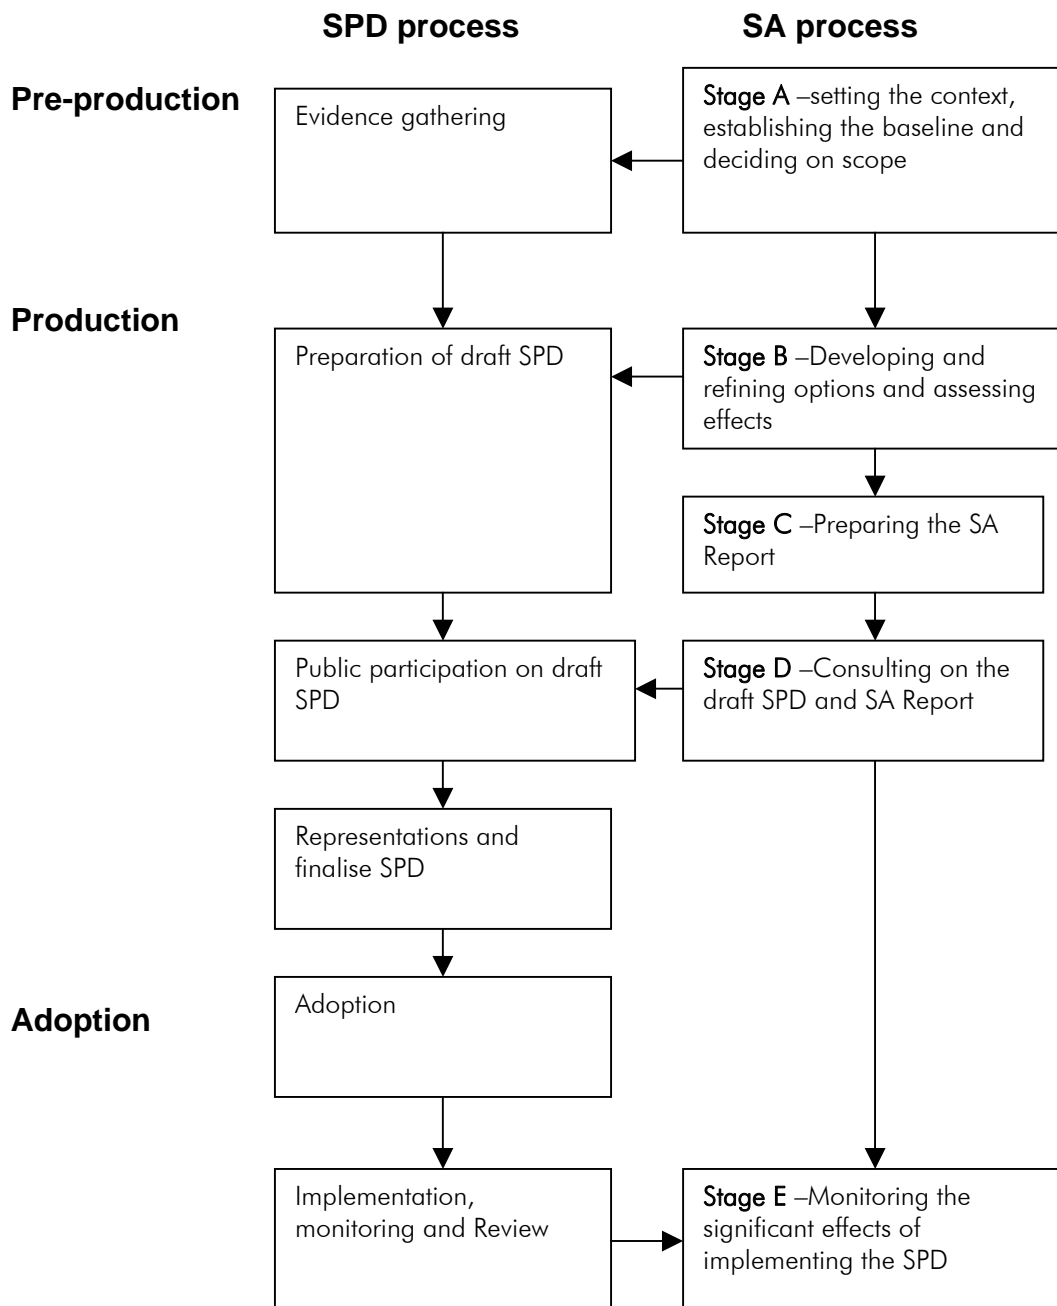 SPD process
SA process
Pre-production
Evidence gathering
Stage A –setting the context,
establishing the baseline and
deciding on scope
Production
Preparation of draft SPD
Stage B –Developing and
refining options and assessing
effects
Stage C –Preparing the SA
Report
Public participation on draft
SPD
Stage D –Consulting on the
draft SPD and SA Report
Representations and
finalise SPD
Adoption
Adoption
Implementation,
monitoring and Review
Stage E –Monitoring the
significant effects of
implementing the SPD